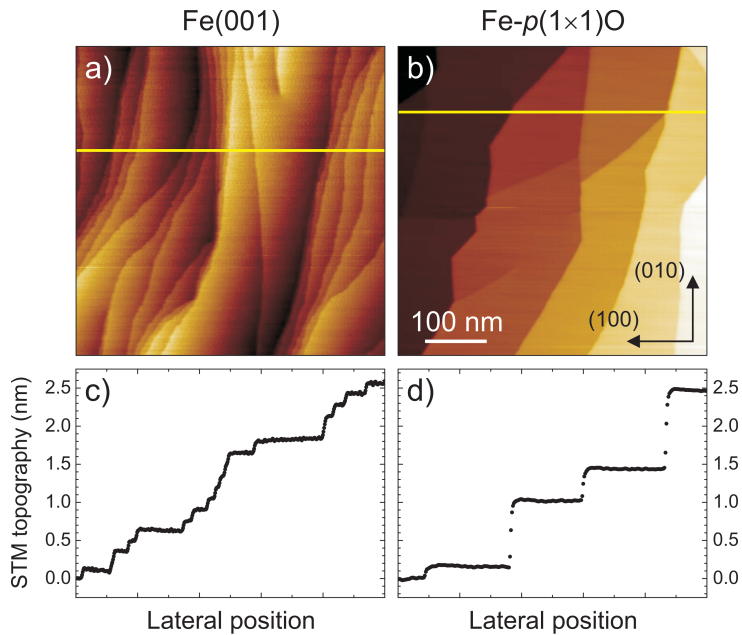 Fe(001)
Fe-p(1×1)O
a)
b)
(010)
(100)
100 nm
c)
d)
2.5
2.0
1.5
1.0
0.5
0.0
STM topography (nm)
2.5
2.0
1.5
1.0
0.5
0.0
Lateral position
Lateral position